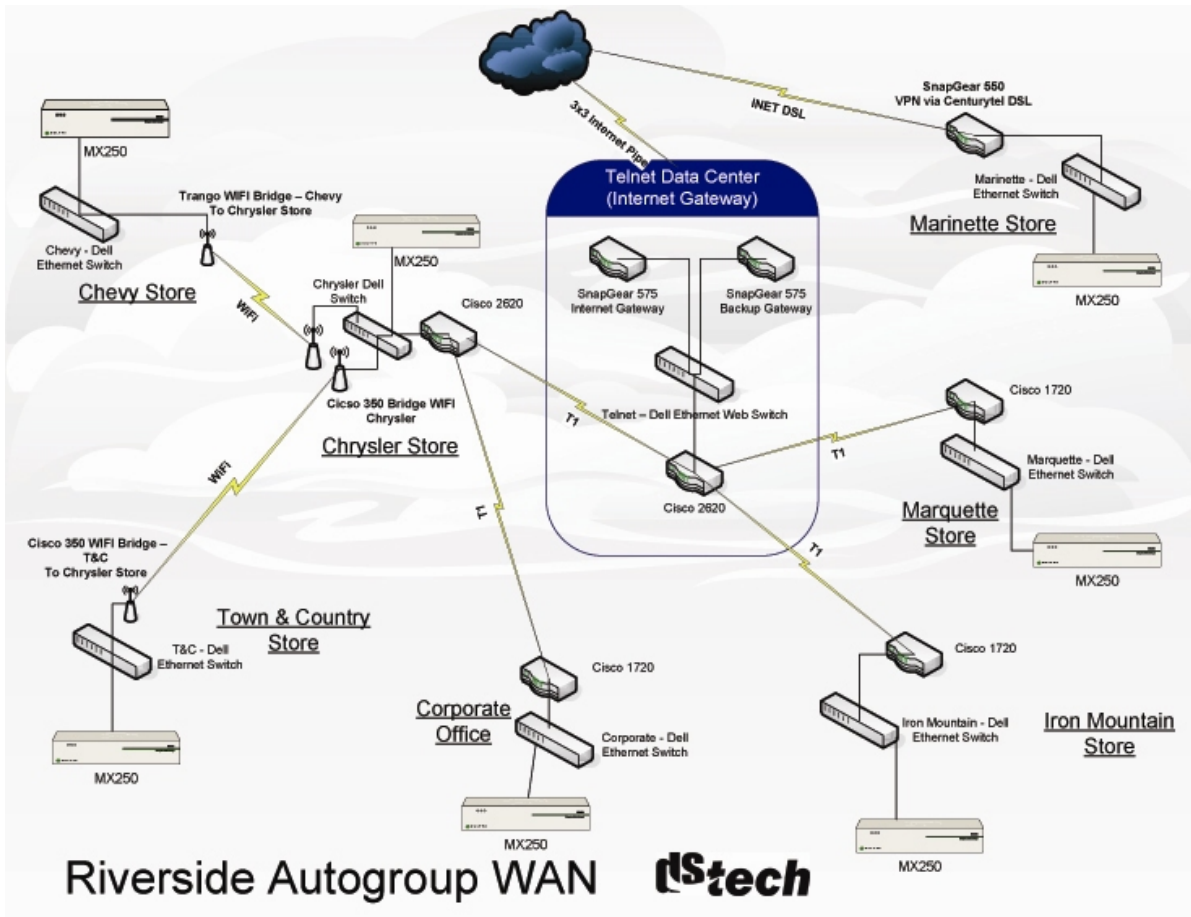 SnapGear 550
VPN via Centurytel DSL
INET DSL
3x3 Internet Pipe
MX250
Telnet Data Center
(Internet Gateway)
Marinette - Dell
Ethernet Switch
Marinette Store
MX250
Trango WIFI Bridge – Chevy
To Chrysler Store
Chevy - Dell
Ethernet Switch
Chevy Store
MX250
Chrysler Dell
Switch
Cisco 2620
WiFi
SnapGear 575
Internet Gateway
SnapGear 575
Backup Gateway
Cicso 350 Bridge WIFI
Chrysler
Chrysler Store
T1
Telnet – Dell Ethernet Web Switch
Cisco 1720
T1
Marquette - Dell
Ethernet Switch
Marquette
Store
MX250
WiFi
T1
Cisco 2620
T1
Cisco 350 WIFI Bridge –
T&C
To Chrysler Store
Town & Country
Store
T&C - Dell
Ethernet Switch
MX250
Cisco 1720
Corporate
Office
Corporate - Dell
Ethernet Switch
MX250
Cisco 1720
Iron Mountain - Dell
Ethernet Switch
Iron Mountain
Store
MX250
Riverside Autogroup WAN
dstech